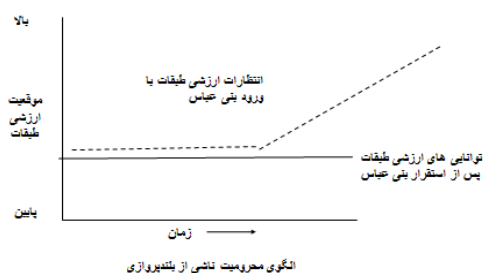 بالا
انتظارات ارزشی طبقات با
ورود بنی عباس
موقعیت
ارزشی
طبقات
توانایی های ارزشی طبقات
پس از استقرار بنی عباس
پایین
زمان
الگوی محرومیت ناشی از بلندپروازی